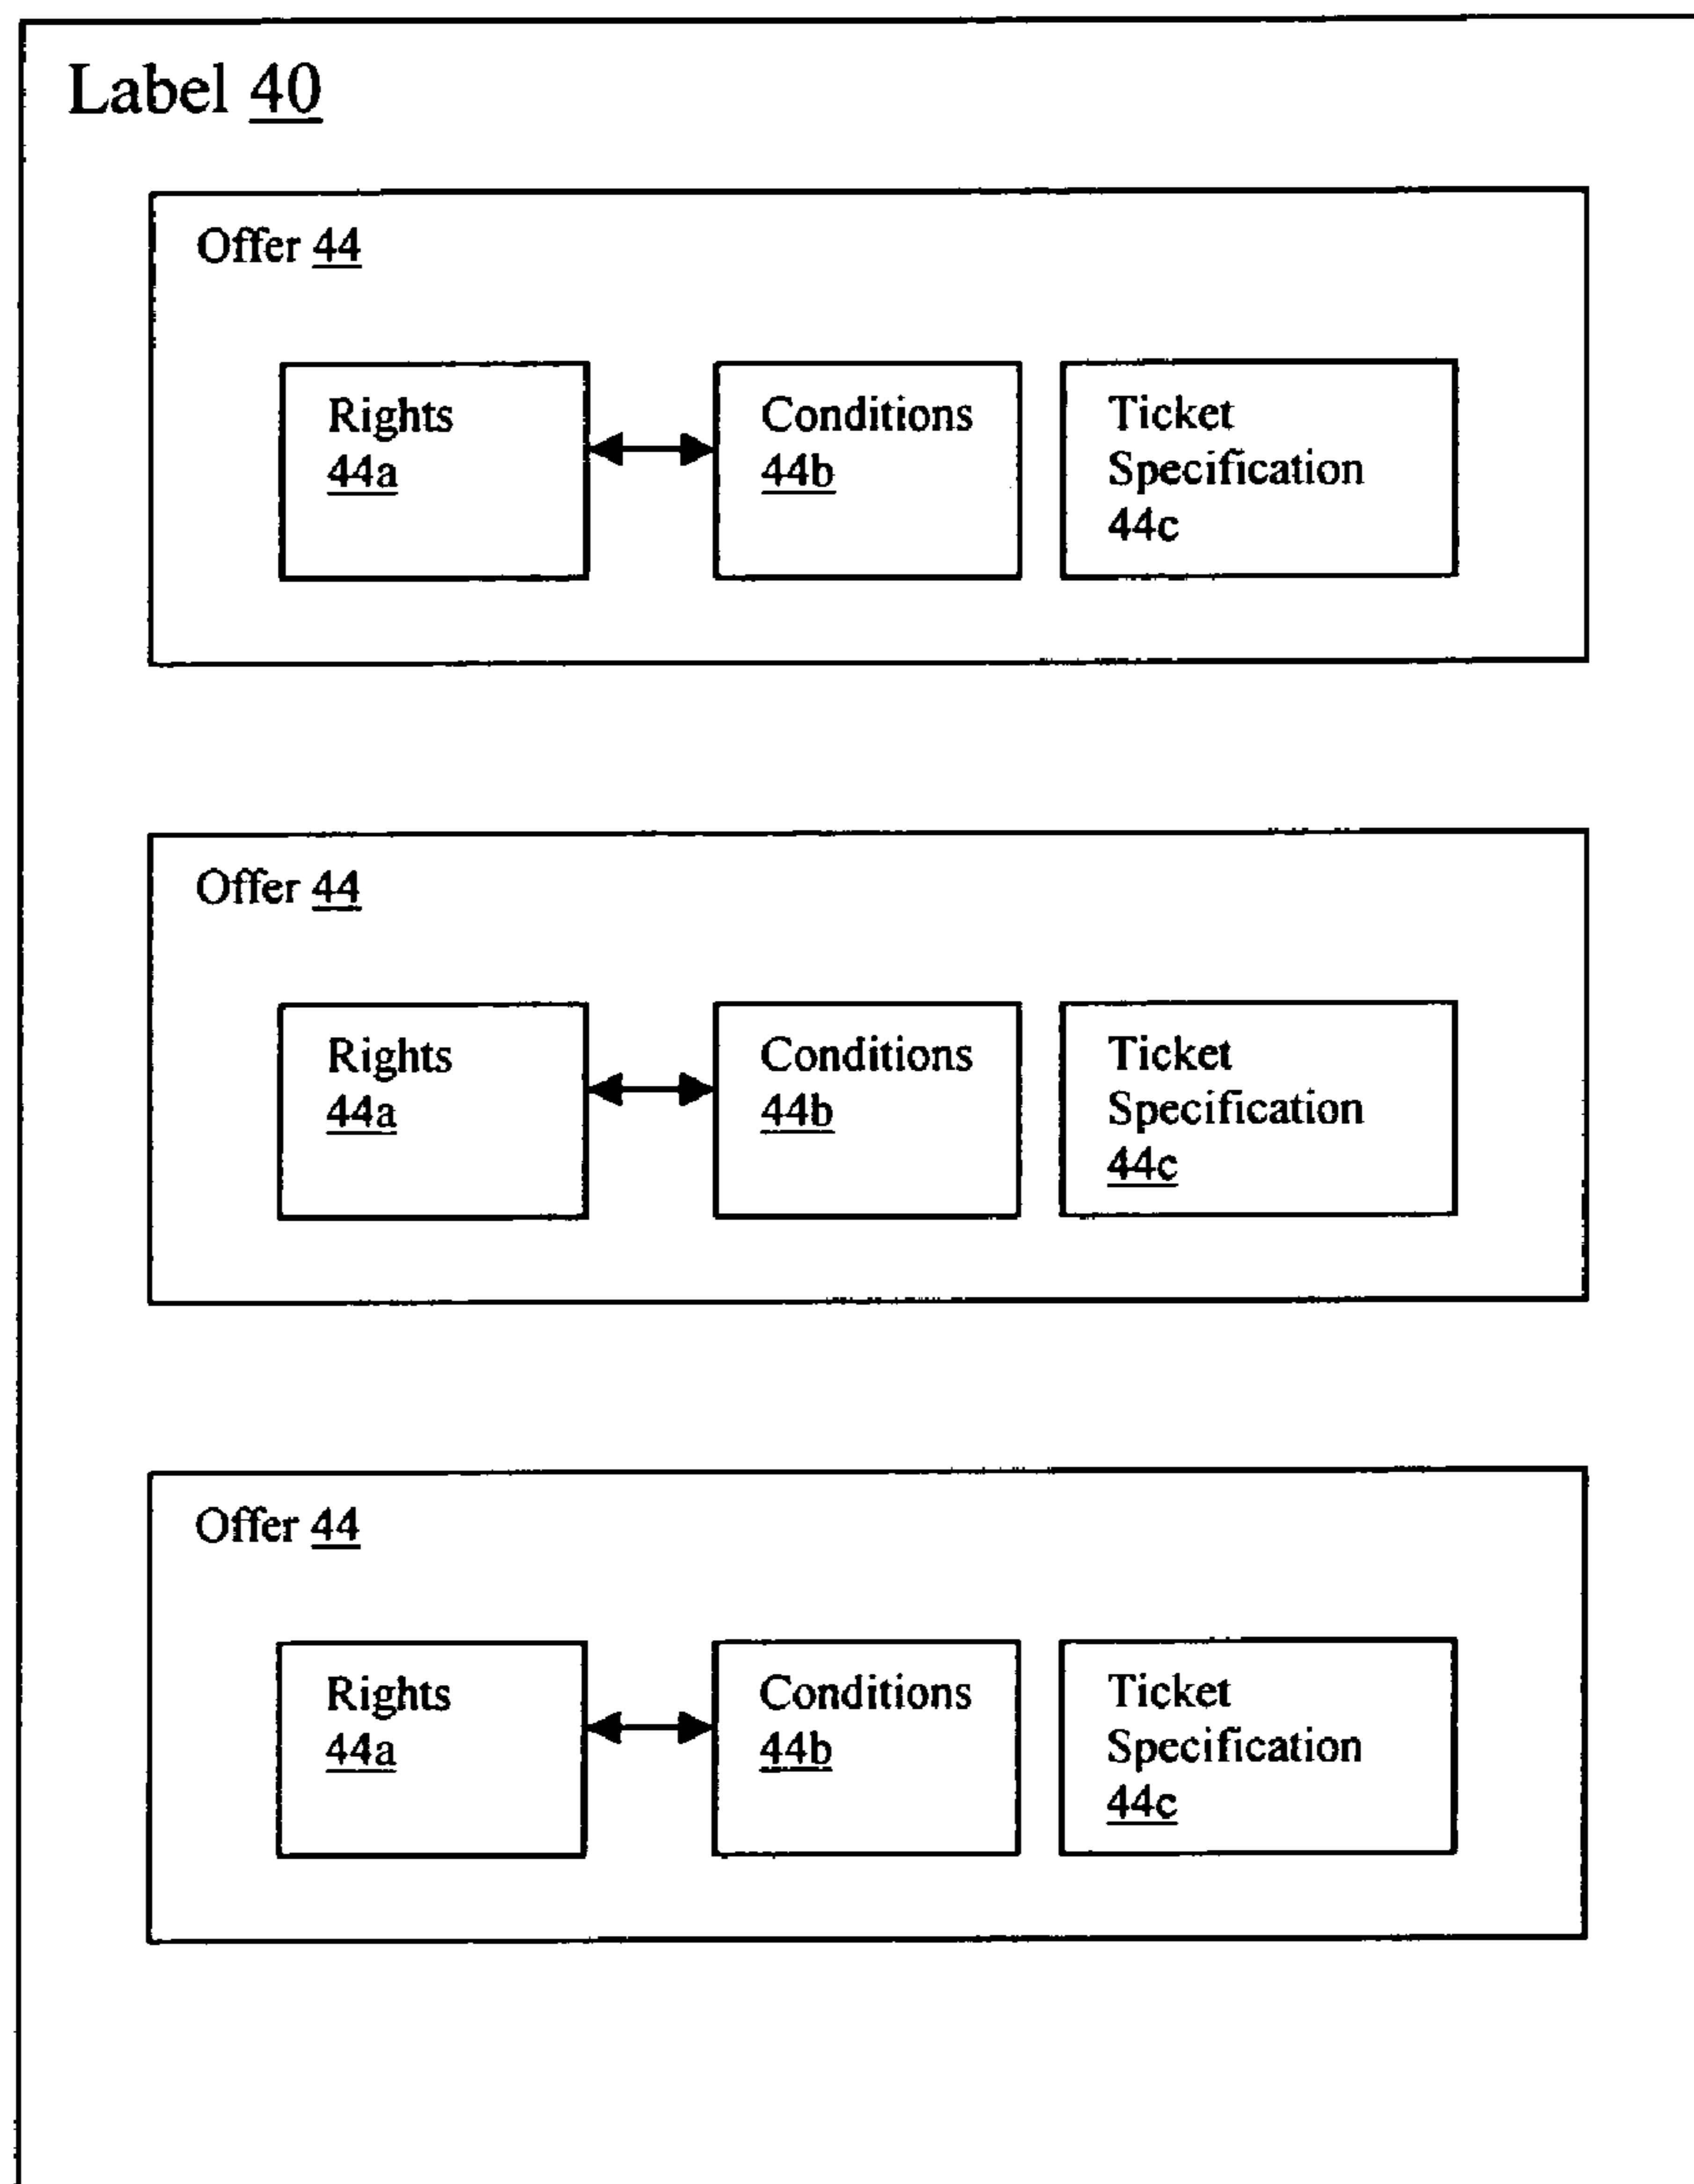 Label 40
Offer 44
Rights
44a
Conditions
44b
Ticket
Specification
44c
Offer 44
Rights
44a
Conditions
44b
Ticket
Specification
44c
Offer 44
Rights
44a
Conditions
44b
Ticket
Specification
44c